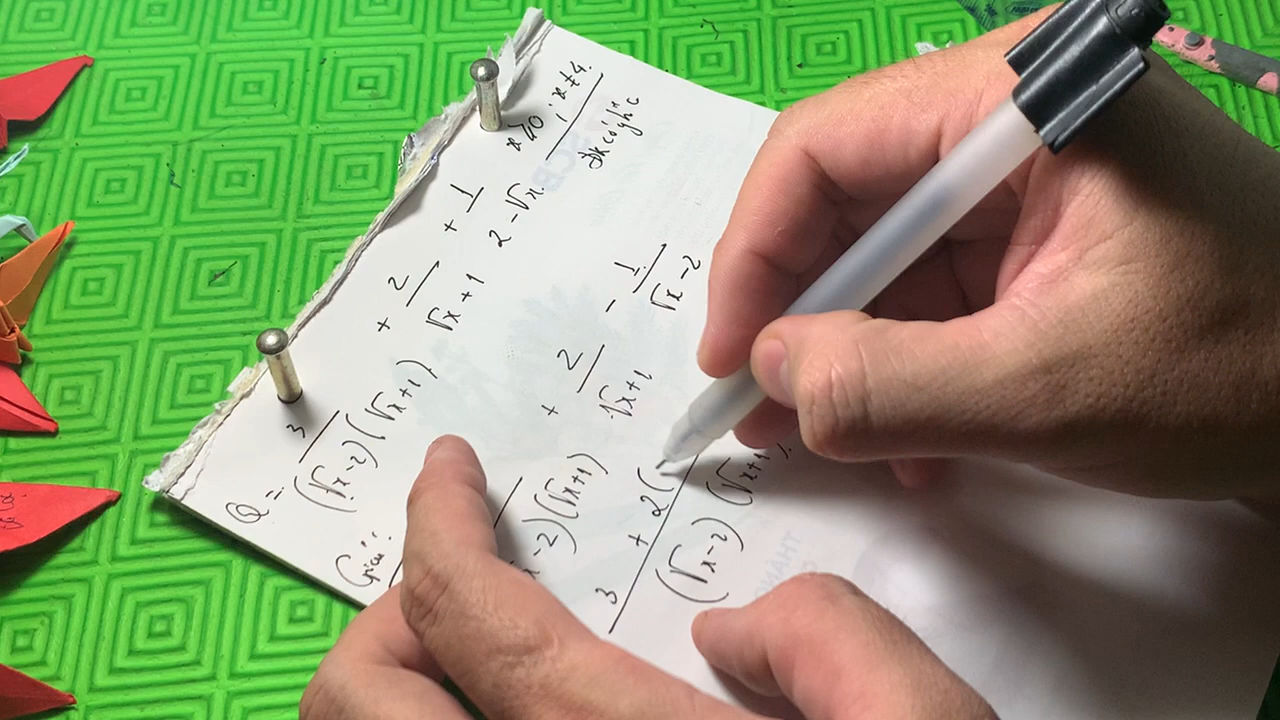 Q = 3/((√x-2)(√x+1)) + 2/(√x+1) + 1/(2-√x) x≥0; x≠4
Giải:
+ 2/(√x+1) - 1/(√x-2)
x-2)(√x+1)
3 + 2(
(√x-2)(√x+1)